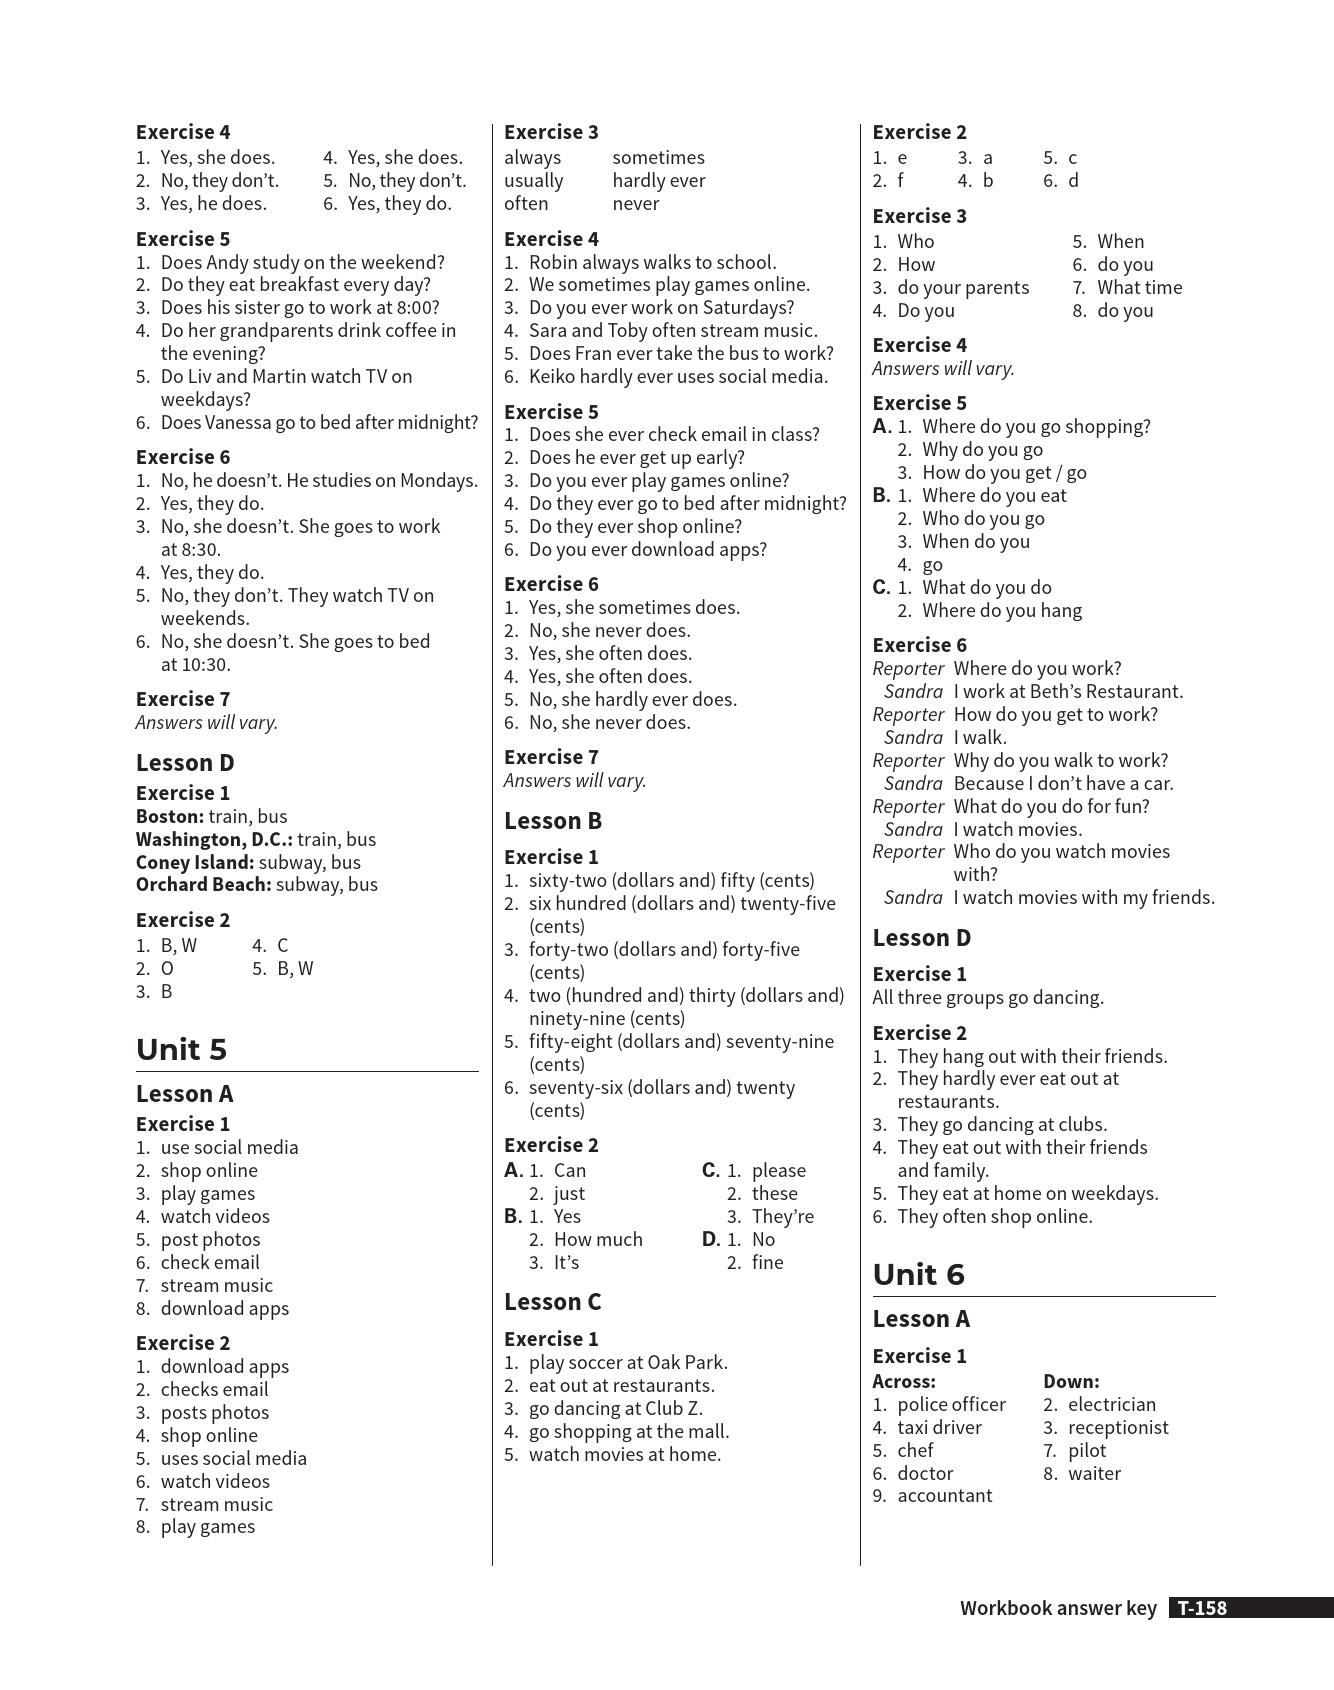 Exercise 4
1. Yes, she does. 4. Yes, she does.
2. No, they don’t. 5. No, they don’t.
3. Yes, he does. 6. Yes, they do.
Exercise 5
1. Does Andy study on the weekend?
2. Do they eat breakfast every day?
3. Does his sister go to work at 8:00?
4. Do her grandparents drink coffee in
the evening?
5. Do Liv and Martin watch TV on
weekdays?
6. Does Vanessa go to bed after midnight?
Exercise 6
1. No, he doesn’t. He studies on Mondays.
2. Yes, they do.
3. No, she doesn’t. She goes to work
at 8:30.
4. Yes, they do.
5. No, they don’t. They watch TV on
weekends.
6. No, she doesn’t. She goes to bed
at 10:30.
Exercise 7
Answers will vary.
Lesson D
Exercise 1
Boston: train, bus
Washington, D.C.: train, bus
Coney Island: subway, bus
Orchard Beach: subway, bus
Exercise 2
1. B, W 4. C
2. O 5. B, W
3. B
Unit 5
Lesson A
Exercise 1
1. use social media
2. shop online
3. play games
4. watch videos
5. post photos
6. check email
7. stream music
8. download apps
Exercise 2
1. download apps
2. checks email
3. posts photos
4. shop online
5. uses social media
6. watch videos
7. stream music
8. play games
Exercise 3
always sometimes
usually hardly ever
often never
Exercise 4
1. Robin always walks to school.
2. We sometimes play games online.
3. Do you ever work on Saturdays?
4. Sara and Toby often stream music.
5. Does Fran ever take the bus to work?
6. Keiko hardly ever uses social media.
Exercise 5
1. Does she ever check email in class?
2. Does he ever get up early?
3. Do you ever play games online?
4. Do they ever go to bed after midnight?
5. Do they ever shop online?
6. Do you ever download apps?
Exercise 6
1. Yes, she sometimes does.
2. No, she never does.
3. Yes, she often does.
4. Yes, she often does.
5. No, she hardly ever does.
6. No, she never does.
Exercise 7
Answers will vary.
Lesson B
Exercise 1
1. sixty-two (dollars and) fifty (cents)
2. six hundred (dollars and) twenty-five
(cents)
3. forty-two (dollars and) forty-five
(cents)
4. two (hundred and) thirty (dollars and)
ninety-nine (cents)
5. fifty-eight (dollars and) seventy-nine
(cents)
6. seventy-six (dollars and) twenty
(cents)
Exercise 2
A. 1. Can C. 1. please
2. just 2. these
B. 1. Yes 3. They’re
2. How much D. 1. No
3. It’s 2. fine
Lesson C
Exercise 1
1. play soccer at Oak Park.
2. eat out at restaurants.
3. go dancing at Club Z.
4. go shopping at the mall.
5. watch movies at home.
Exercise 2
1. e 3. a 5. c
2. f 4. b 6. d
Exercise 3
1. Who 5. When
2. How 6. do you
3. do your parents 7. What time
4. Do you 8. do you
Exercise 4
Answers will vary.
Exercise 5
A. 1. Where do you go shopping?
2. Why do you go
3. How do you get / go
B. 1. Where do you eat
2. Who do you go
3. When do you
4. go
C. 1. What do you do
2. Where do you hang
Exercise 6
Reporter Where do you work?
Sandra I work at Beth’s Restaurant.
Reporter How do you get to work?
Sandra I walk.
Reporter Why do you walk to work?
Sandra Because I don’t have a car.
Reporter What do you do for fun?
Sandra I watch movies.
Reporter Who do you watch movies
with?
Sandra I watch movies with my friends.
Lesson D
Exercise 1
All three groups go dancing.
Exercise 2
1. They hang out with their friends.
2. They hardly ever eat out at
restaurants.
3. They go dancing at clubs.
4. They eat out with their friends
and family.
5. They eat at home on weekdays.
6. They often shop online.
Unit 6
Lesson A
Exercise 1
Across: Down:
1. police officer 2. electrician
4. taxi driver 3. receptionist
5. chef 7. pilot
6. doctor 8. waiter
9. accountant
Workbook answer key T-158